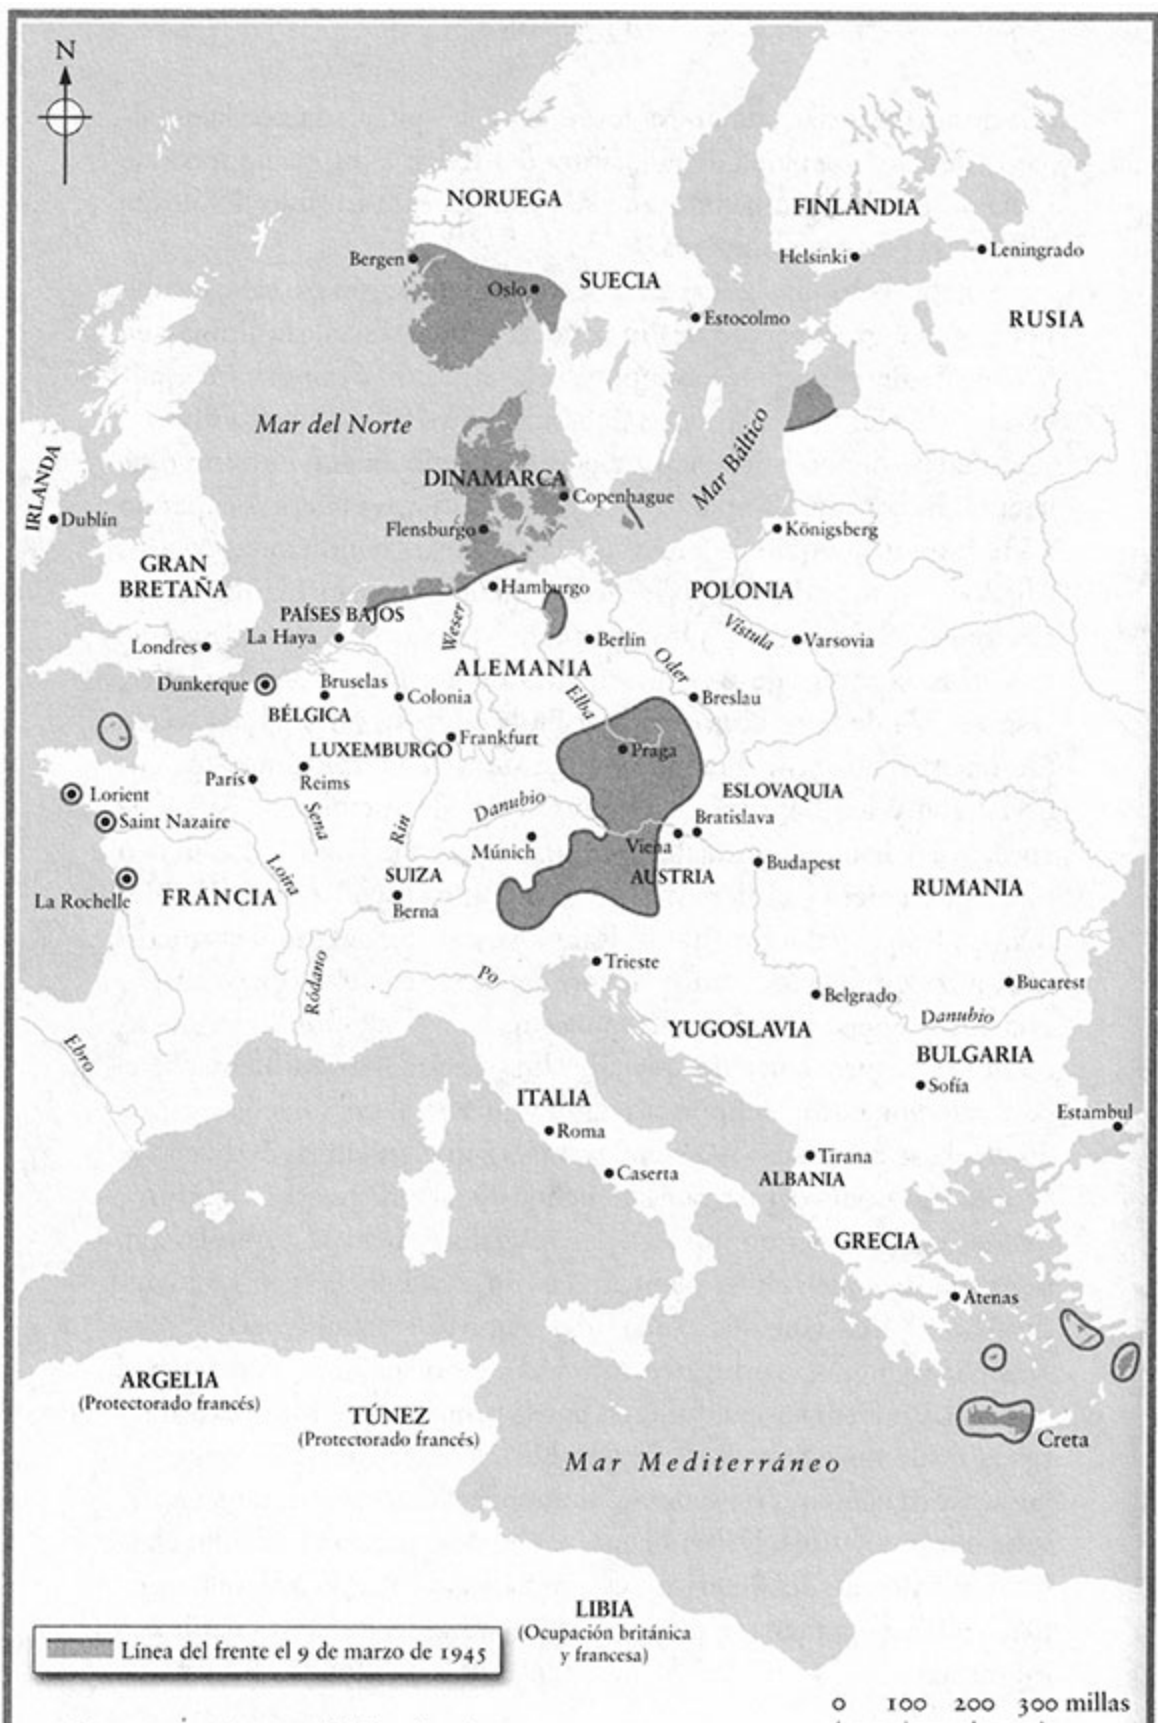 N
NORUEGA
FINLANDIA
Bergen
Helsinki
Leningrado
Oslo
SUECIA
Estocolmo
RUSIA
Mar del Norte
Mar Báltico
IRLANDA
Dublín
DINAMARCA
Copenhague
Flensburgo
Königsberg
GRAN
BRETAÑA
Hamburgo
POLONIA
PAÍSES BAJOS
La Haya
Weser
Berlín
Vístula
Varsovia
Londres
ALEMANIA
Oder
Dunkerque
Bruselas
Colonia
Elba
Breslau
BÉLGICA
LUXEMBURGO
Frankfurt
Praga
París
Reims
ESLOVAQUIA
Lorient
Sena
Rin
Danubio
Bratislava
Saint Nazaire
Múnich
Viena
Budapest
Loira
SUIZA
AUSTRIA
RUMANIA
La Rochelle
FRANCIA
Berna
Trieste
Ródano
Po
Belgrado
Bucarest
Danubio
YUGOSLAVIA
Ebro
BULGARIA
Sofía
ITALIA
Roma
Estambul
Caserta
Tirana
ALBANIA
GRECIA
Atenas
ARGELIA
(Protectorado francés)
TÚNEZ
(Protectorado francés)
Creta
Mar Mediterráneo
LIBIA
(Ocupación británica
y francesa)
Línea del frente el 9 de marzo de 1945
0 100 200 300 millas